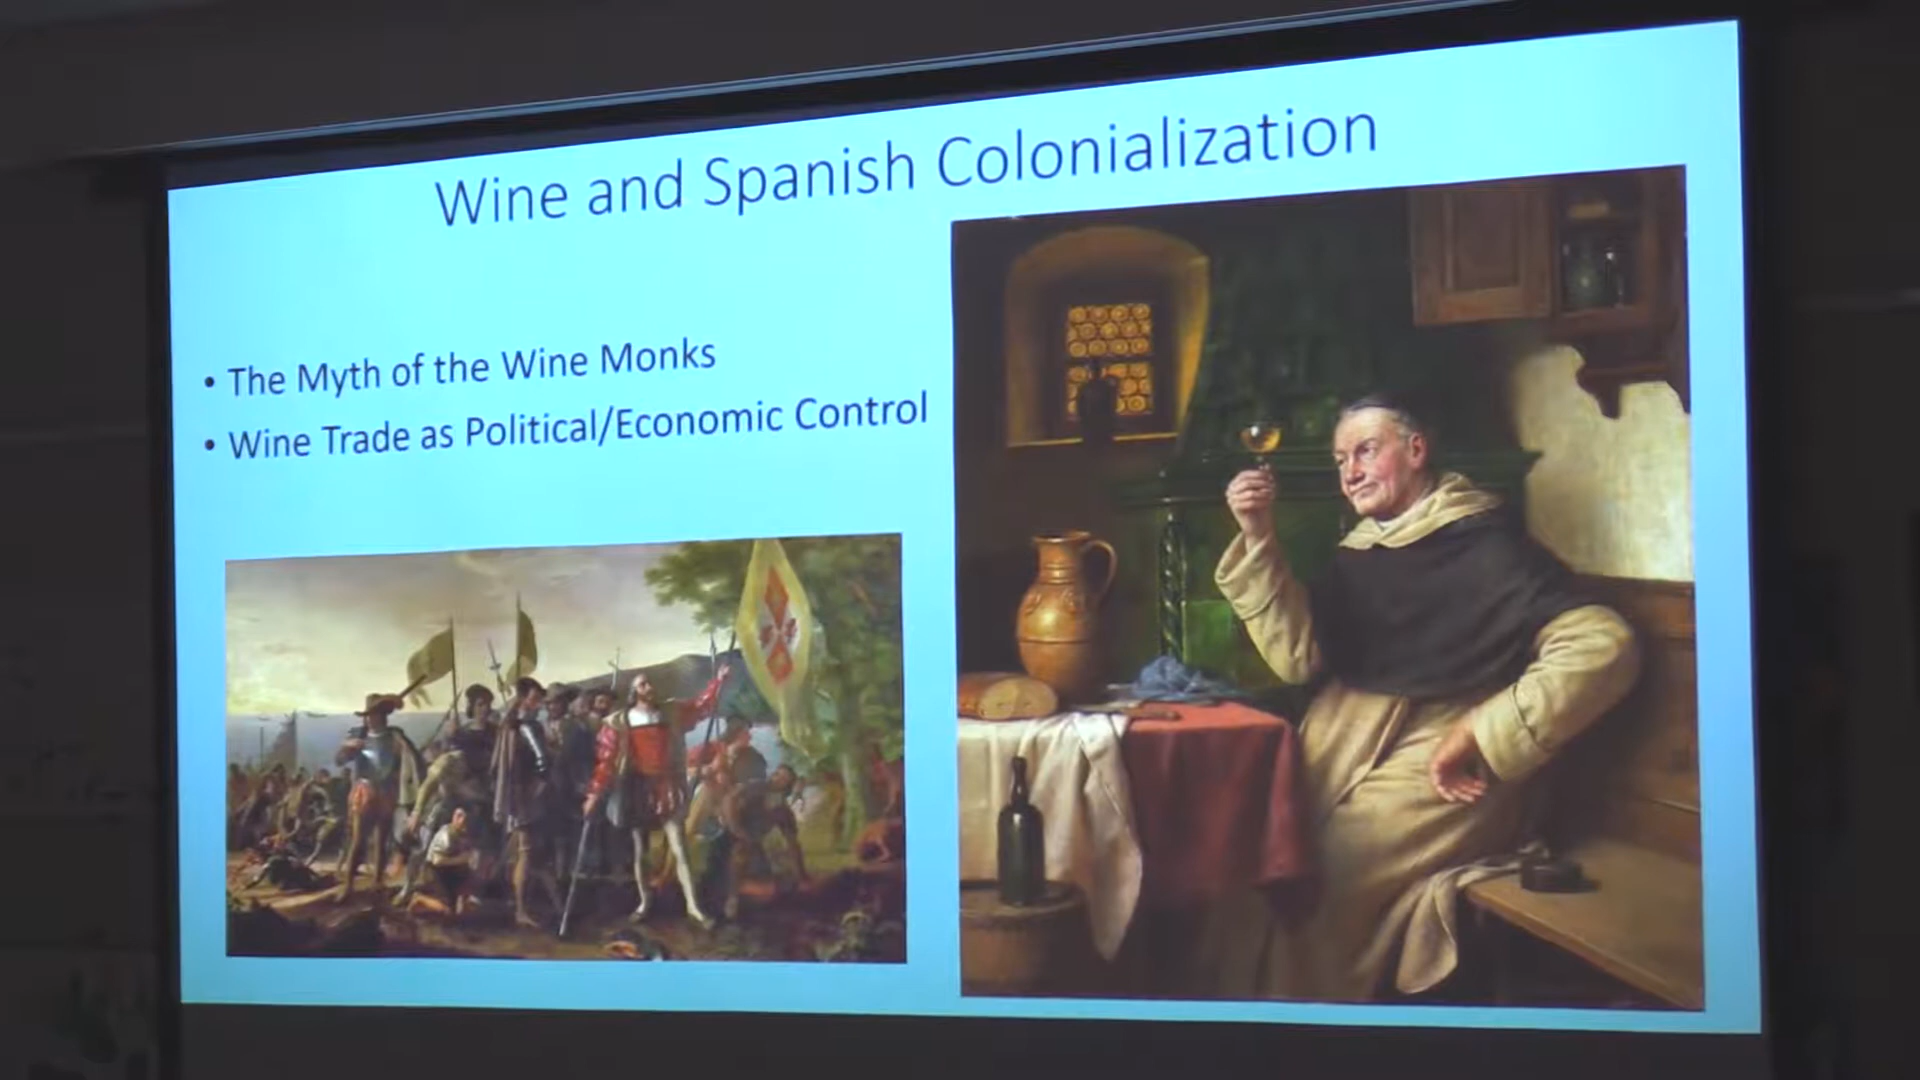 Wine and Spanish Colonialization
• The Myth of the Wine Monks
• Wine Trade as Political/Economic Control